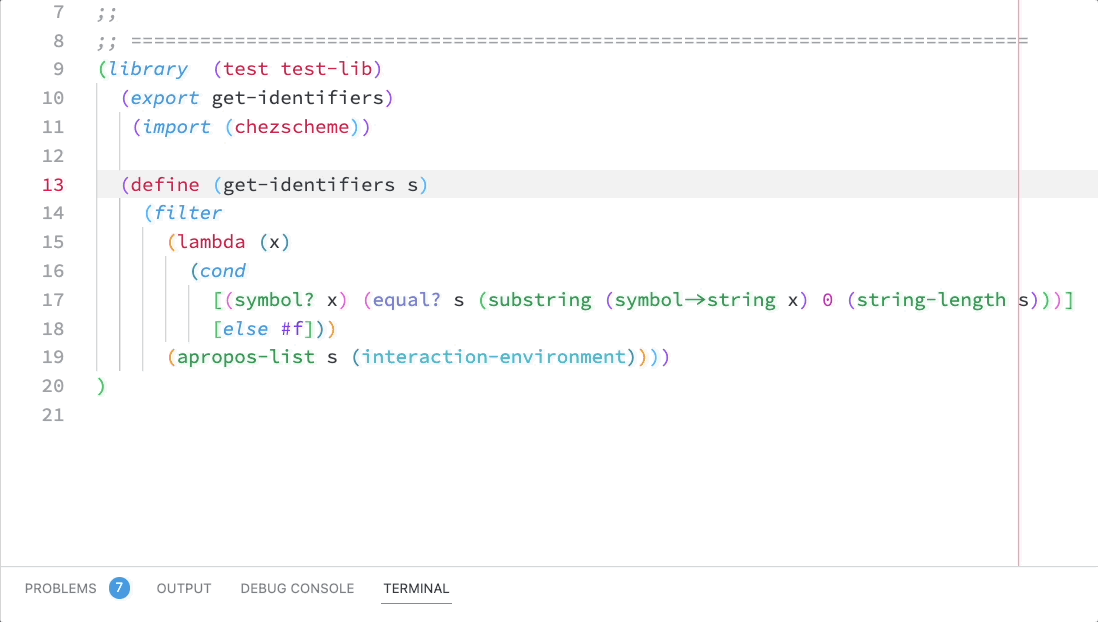 7 ;;
8 ;; ==============================================================================
9 (library  (test test-lib)
10   (export get-identifiers)
11    (import (chezscheme))
12
13   (define (get-identifiers s)
14     (filter
15       (lambda (x)
16         (cond
17           [(symbol? x) (equal? s (substring (symbol->string x) 0 (string-length s)))]
18           [else #f]))
19       (apropos-list s (interaction-environment))))
20 )
21
PROBLEMS 7 OUTPUT DEBUG CONSOLE TERMINAL